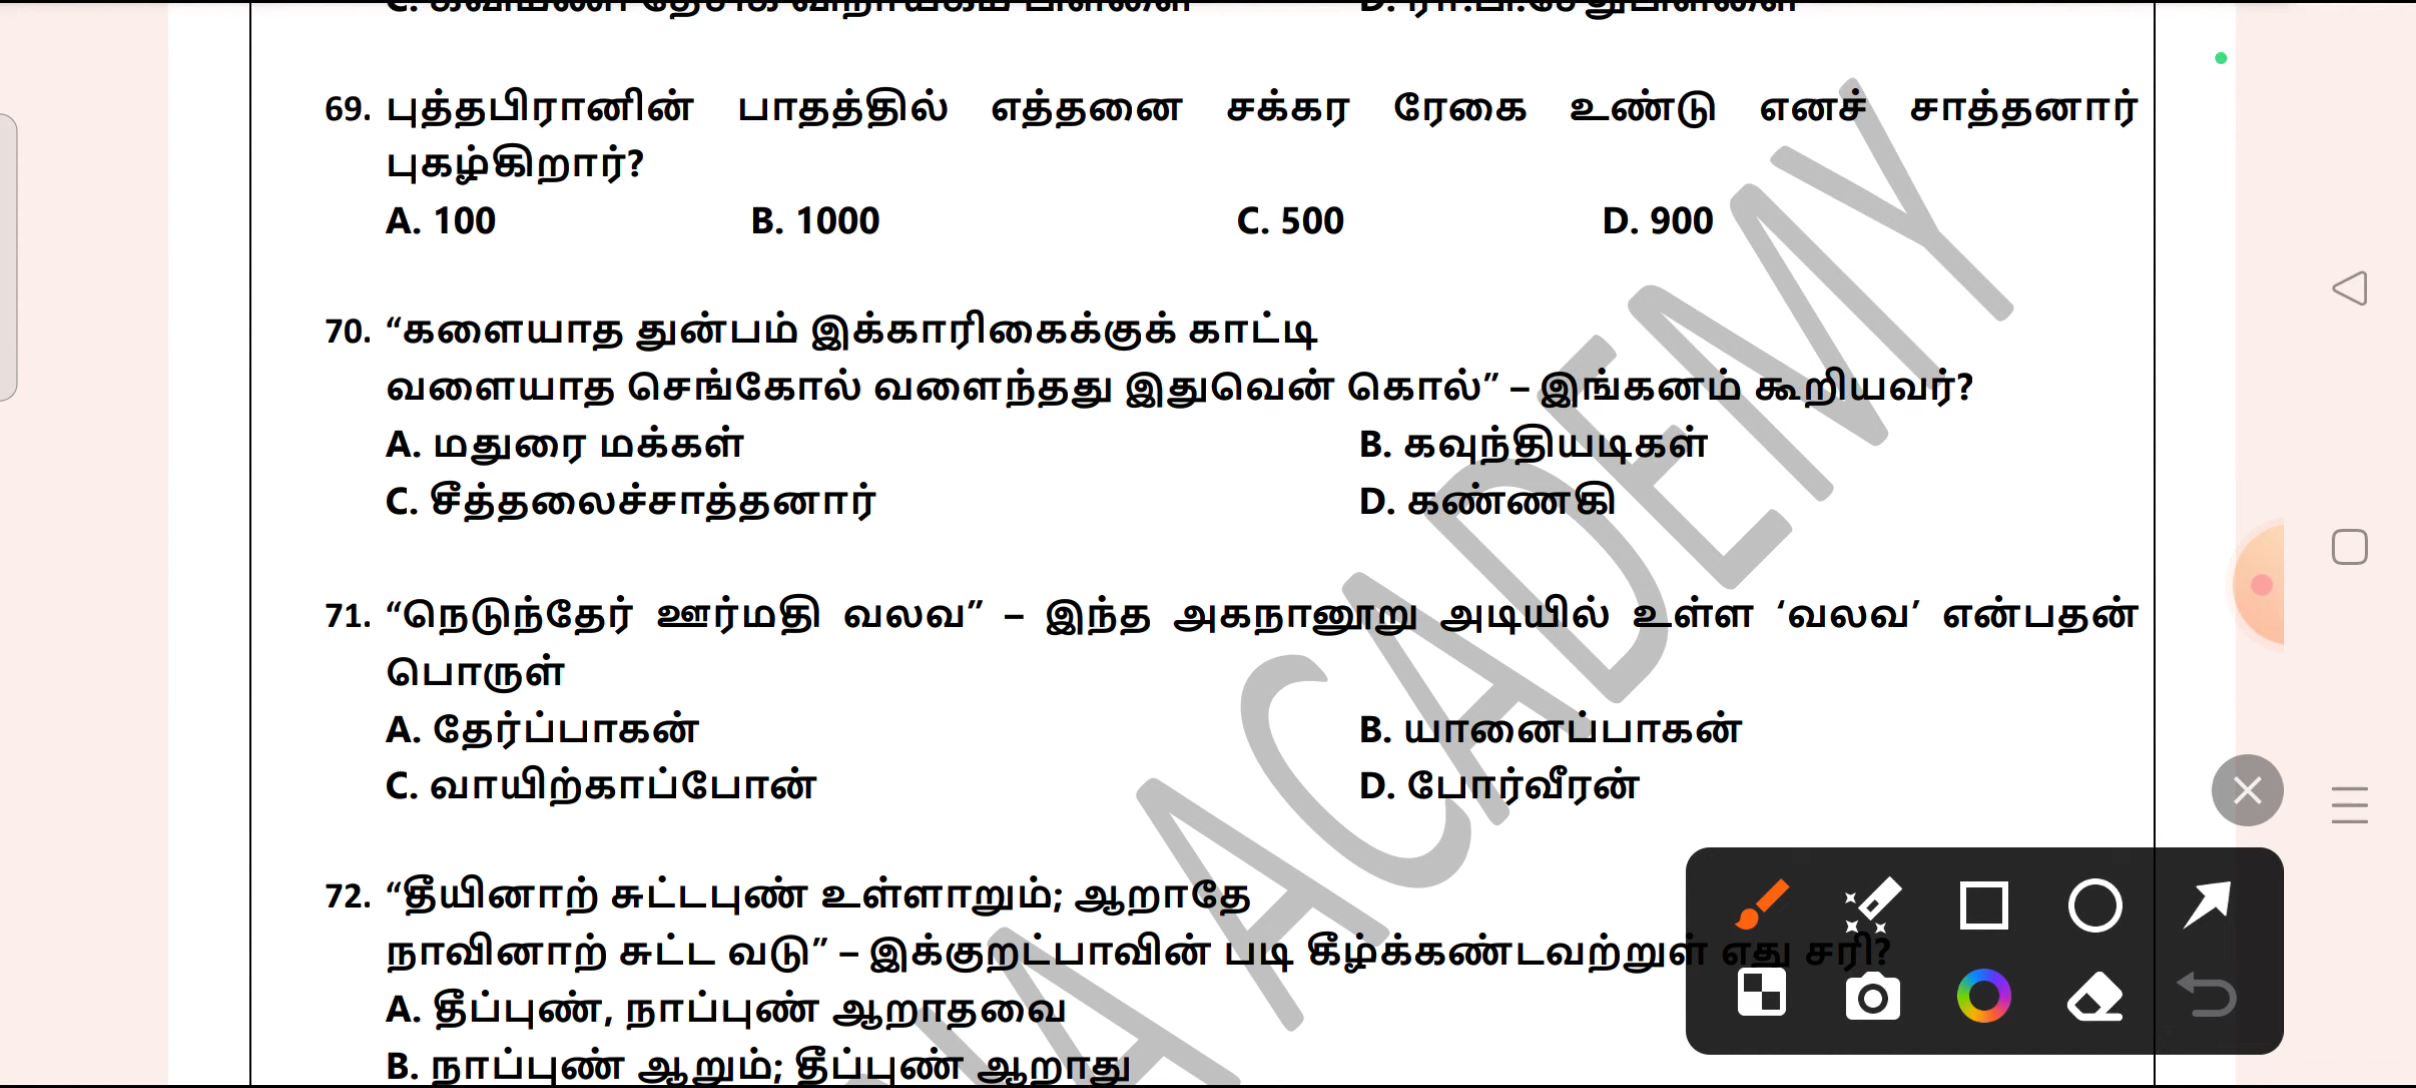 C. கவிமணி தேசிக விநாயகம் பிள்ளை D. ரா.பி.சேதுபிள்ளை
69. புத்தபிரானின் பாதத்தில் எத்தனை சக்கர ரேகை உண்டு எனச் சாத்தனார்
புகழ்கிறார்?
A. 100 B. 1000 C. 500 D. 900
70. “களையாத துன்பம் இக்காரிகைக்குக் காட்டி
வளையாத செங்கோல் வளைந்தது இதுவென் கொல்” – இங்கனம் கூறியவர்?
A. மதுரை மக்கள் B. கவுந்தியடிகள்
C. சீத்தலைச்சாத்தனார் D. கண்ணகி
71. “நெடுந்தேர் ஊர்மதி வலவ” – இந்த அகநானூறு அடியில் உள்ள ‘வலவ’ என்பதன்
பொருள்
A. தேர்ப்பாகன் B. யானைப்பாகன்
C. வாயிற்காப்போன் D. போர்வீரன்
72. “தீயினாற் சுட்டபுண் உள்ளாறும்; ஆறாதே
நாவினாற் சுட்ட வடு” – இக்குறட்பாவின் படி கீழ்க்கண்டவற்றுள் எது சரி?
A. தீப்புண், நாப்புண் ஆறாதவை
B. நாப்புண் ஆறும்; தீப்புண் ஆறாது
ACADEMY